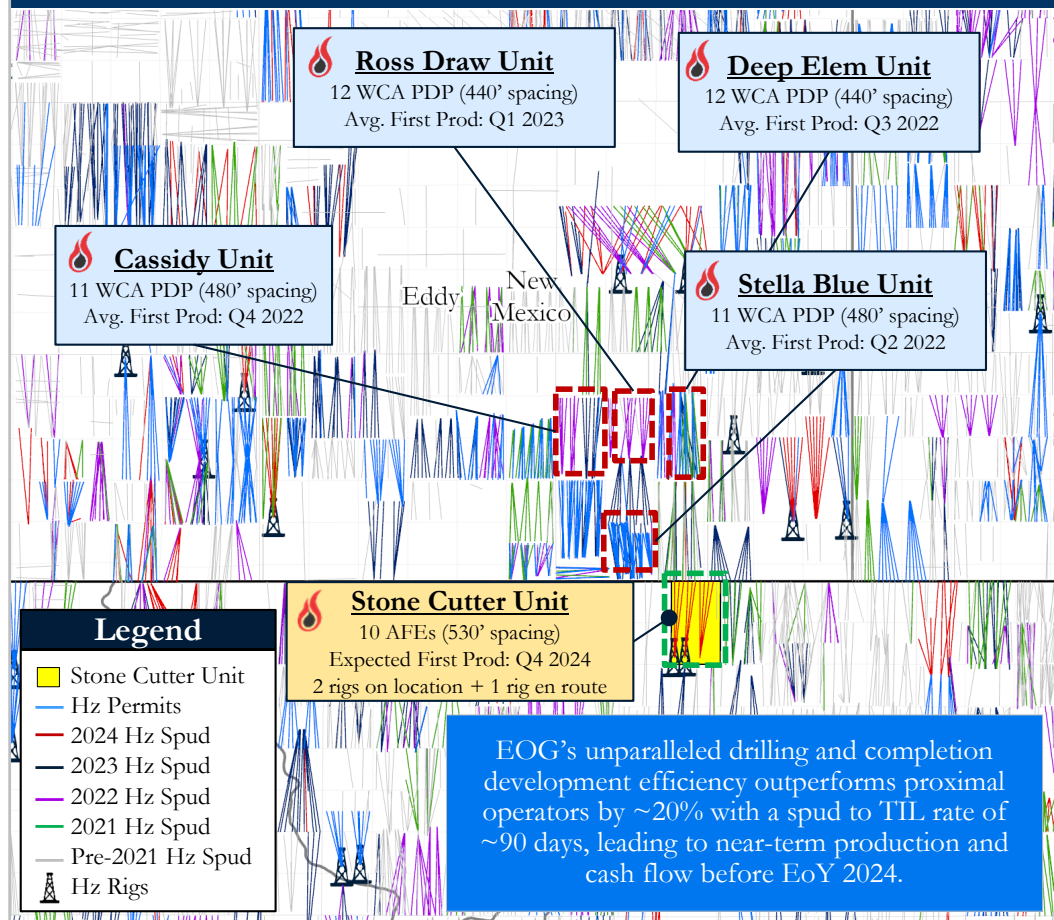 Ross Draw Unit
12 WCA PDP (440' spacing)
Avg. First Prod: Q1 2023
Deep Elem Unit
12 WCA PDP (440' spacing)
Avg. First Prod: Q3 2022
Cassidy Unit
11 WCA PDP (480' spacing)
Avg. First Prod: Q4 2022
Eddy
New
Mexico
Stella Blue Unit
11 WCA PDP (480' spacing)
Avg. First Prod: Q2 2022
Stone Cutter Unit
10 AFEs (530' spacing)
Expected First Prod: Q4 2024
2 rigs on location + 1 rig en route
Legend
Stone Cutter Unit
Hz Permits
2024 Hz Spud
2023 Hz Spud
2022 Hz Spud
2021 Hz Spud
Pre-2021 Hz Spud
Hz Rigs
EOG's unparalleled drilling and completion
development efficiency outperforms proximal
operators by ~20% with a spud to TIL rate of
~90 days, leading to near-term production and
cash flow before EoY 2024.